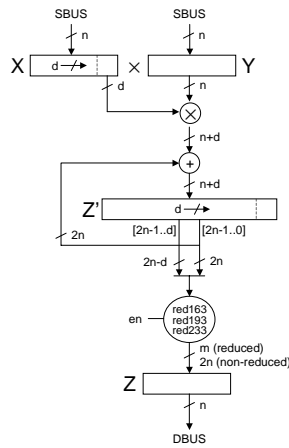 SBUS SBUS
n n
X d × Y
d n
×
n+d
+
n+d
Z' d
[2n-1..d] [2n-1..0]
2n
2n-d 2n
en
red163
red193
red233
m (reduced)
2n (non-reduced)
Z
n
DBUS